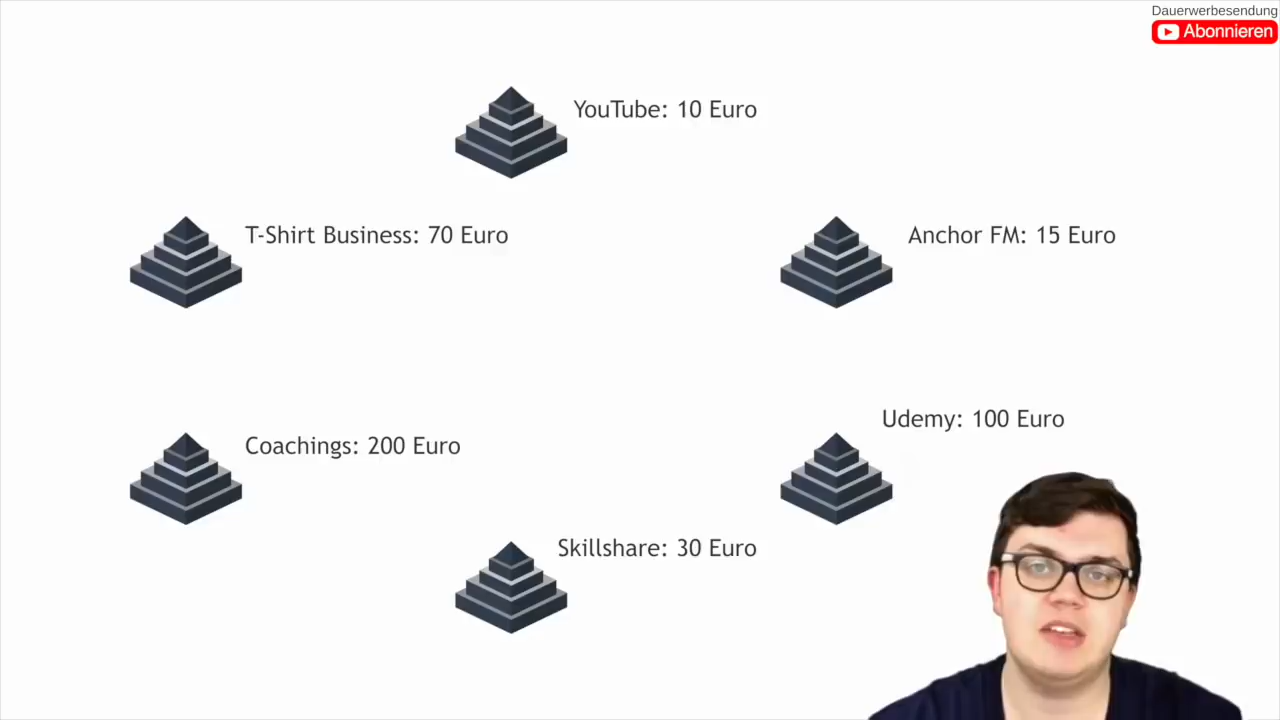 Dauerwerbesendung
Abonnieren
YouTube: 10 Euro
T-Shirt Business: 70 Euro
Anchor FM: 15 Euro
Udemy: 100 Euro
Coachings: 200 Euro
Skillshare: 30 Euro